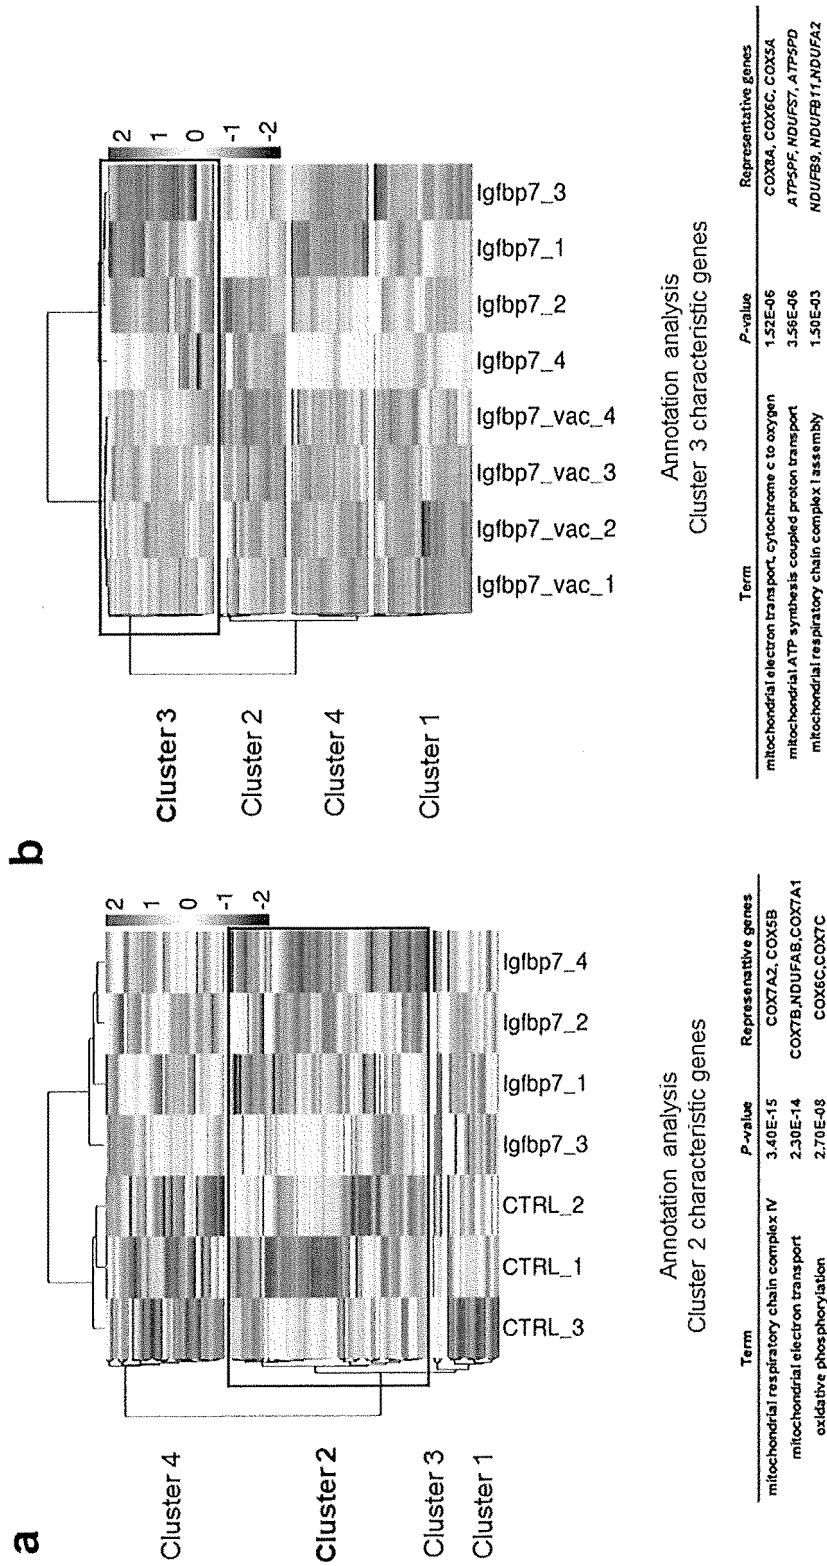 a
Cluster 4
Cluster 2
Cluster 3
Cluster 1
2
1
0
-1
-2
CTRL_3
CTRL_1
CTRL_2
Igfbp7_3
Igfbp7_1
Igfbp7_2
Igfbp7_4
Annotation analysis
Cluster 2 characteristic genes
Term P-value Represenattive genes
mitochondrial respiratory chain complex IV 3.40E-15 COX7A2, COX5B
mitochondrial electron transport 2.30E-14 COX7B,NDUFAB,COX7A1
oxidative phosphorylation 2.70E-08 COX6C,COX7C
b
Cluster 3
Cluster 2
Cluster 4
Cluster 1
2
1
0
-1
-2
Igfbp7_vac_1
Igfbp7_vac_2
Igfbp7_vac_3
Igfbp7_vac_4
Igfbp7_4
Igfbp7_2
Igfbp7_1
Igfbp7_3
Annotation analysis
Cluster 3 characteristic genes
Term P-value Representative genes
mitochondrial electron transport, cytochrome c to oxygen 1.52E-06 COX8A, COX6C, COX5A
mitochondrial ATP synthesis coupled proton transport 3.56E-06 ATP5PF, NDUFS7, ATP5PD
mitochondrial respiratory chain complex I assembly 1.50E-03 NDUFB9, NDUFB11,NDUFA2